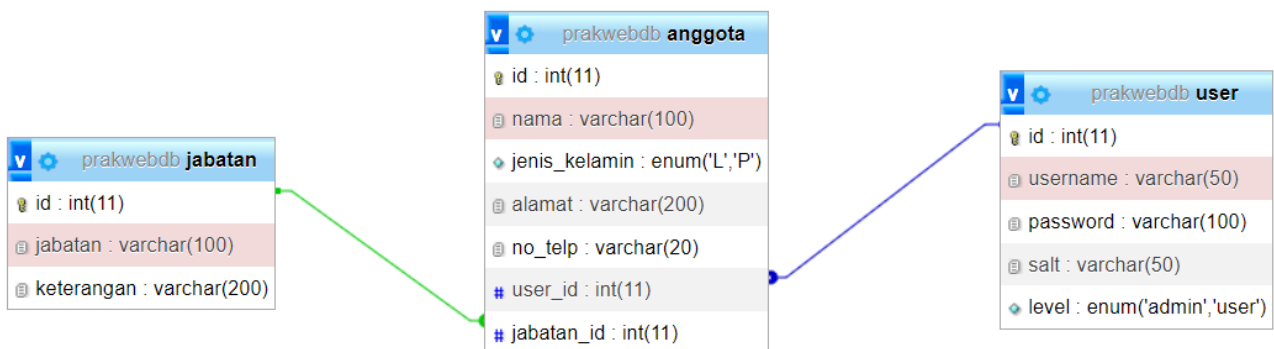 prakwebdb jabatan
id : int(11)
jabatan : varchar(100)
keterangan : varchar(200)
v prakwebdb anggota
id : int(11)
nama : varchar(100)
jenis_kelamin : enum('L','P')
alamat : varchar(200)
no_telp : varchar(20)
# user_id : int(11)
# jabatan_id : int(11)
v prakwebdb user
id : int(11)
username : varchar(50)
password : varchar(100)
salt : varchar(50)
level : enum('admin','user')